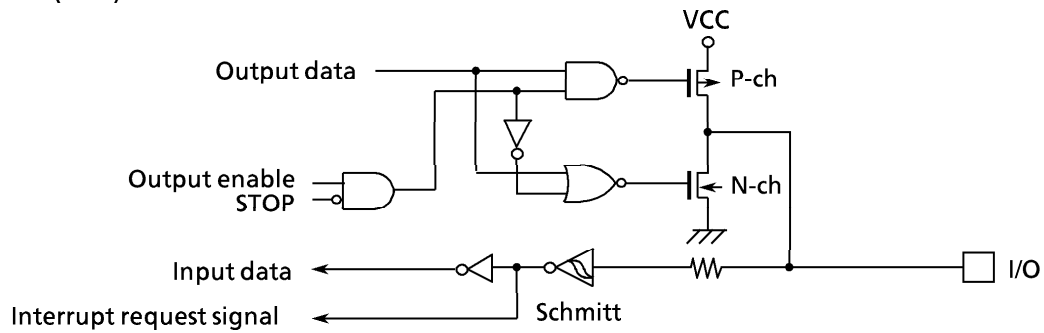 VCC
Output data
P-ch
Output enable
STOP
N-ch
Input data
I/O
Schmitt
Interrupt request signal